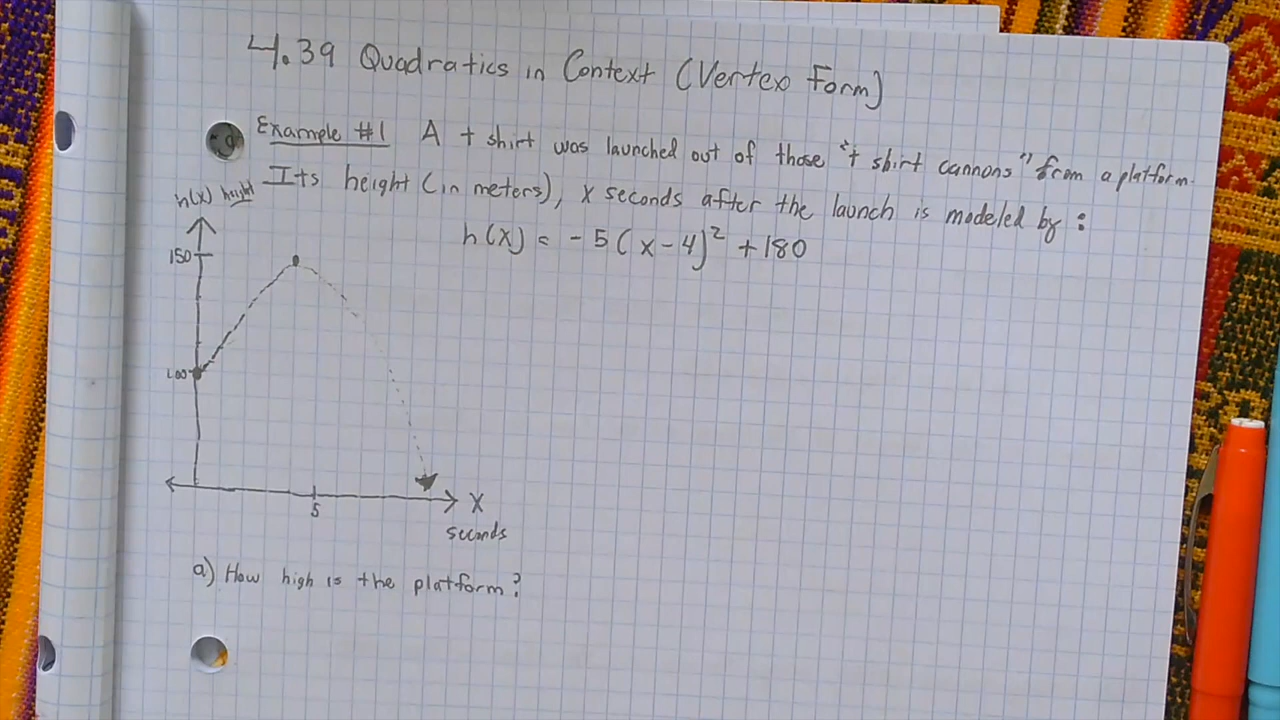 4.39 Quadratics in Context (Vertex Form)
Example #1 A t shirt was launched out of those "t shirt cannons" from a platform.
Its height (in meters), x seconds after the launch is modeled by:
h(x) = -5(x-4)² +180
h(x) height
150
100
5
X
seconds
a) How high is the platform?